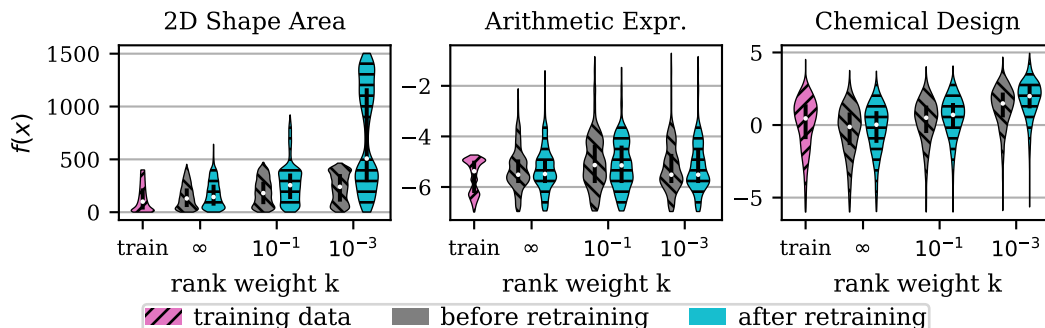 2D Shape Area
Arithmetic Expr.
Chemical Design
f(x)
1500
1000
500
0
−2
−4
−6
5
0
−5
train ∞ 10⁻¹ 10⁻³
train ∞ 10⁻¹ 10⁻³
train ∞ 10⁻¹ 10⁻³
rank weight k
rank weight k
rank weight k
training data
before retraining
after retraining